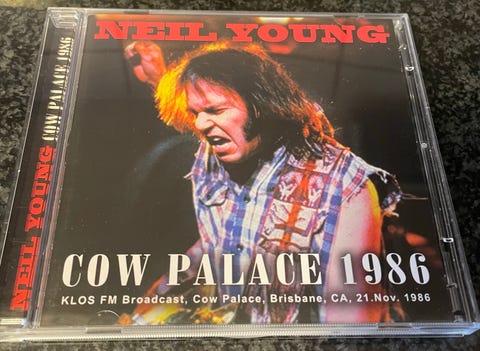 NEIL YOUNG
COW PALACE 1986
KLOS FM Broadcast, Cow Palace, Brisbane, CA, 21.Nov. 1986
NEIL YOUNG COW PALACE 1986